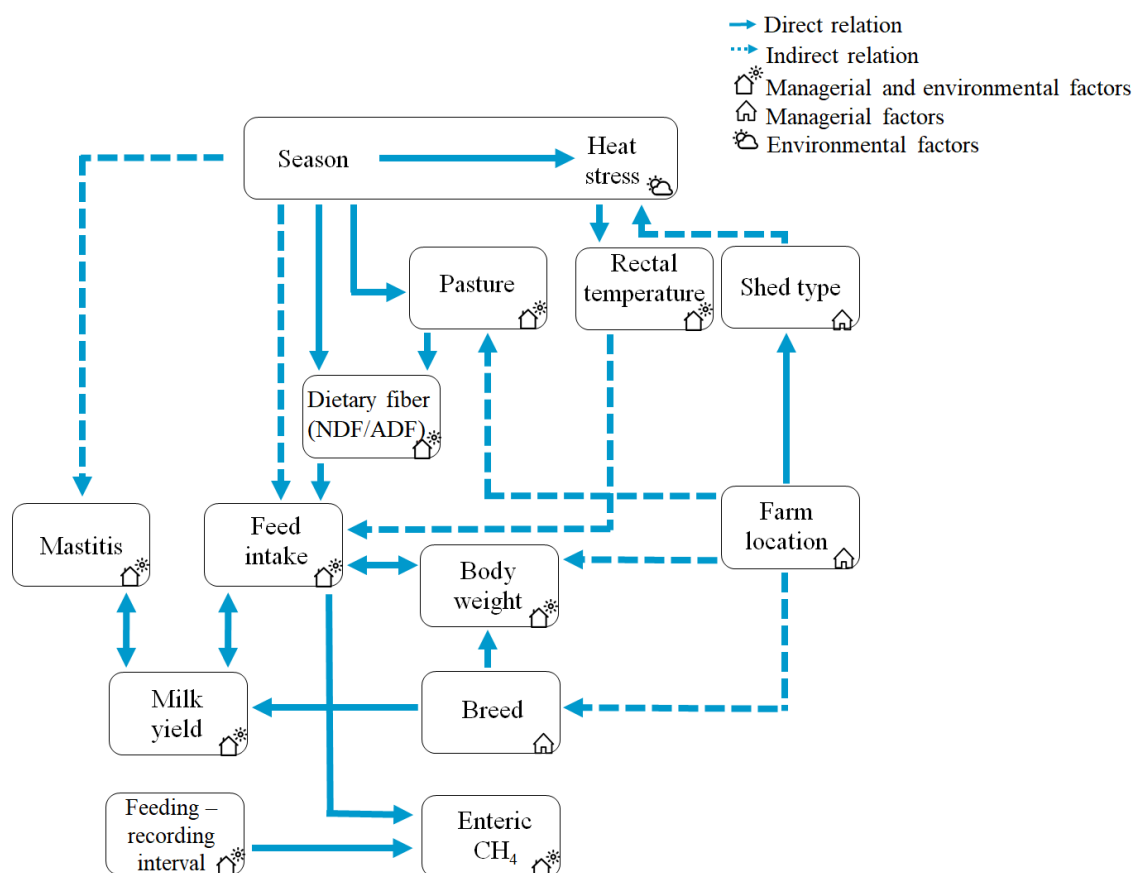 Direct relation
Indirect relation
Managerial and environmental factors
Managerial factors
Environmental factors
Season
Heat
stress
Pasture
Rectal
temperature
Shed type
Dietary fiber
(NDF/ADF)
Mastitis
Feed
intake
Body
weight
Farm
location
Milk
yield
Breed
Feeding –
recording
interval
Enteric
CH₄